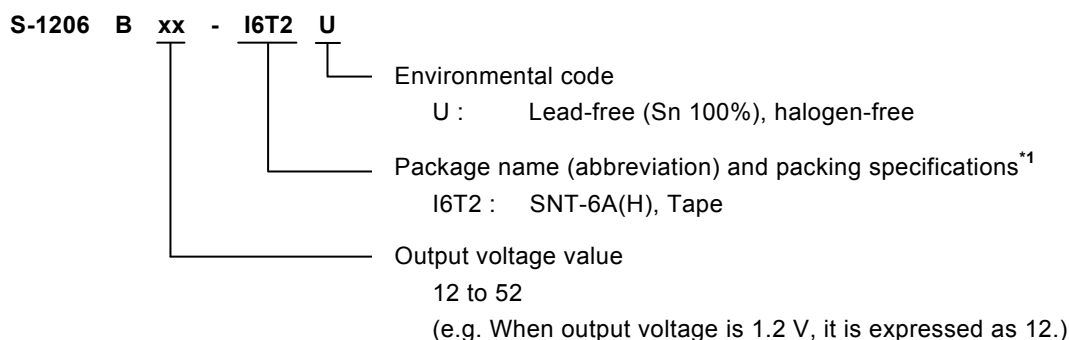 S-1206 B xx - I6T2 U
Environmental code
U : Lead-free (Sn 100%), halogen-free
Package name (abbreviation) and packing specifications*1
I6T2 : SNT-6A(H), Tape
Output voltage value
12 to 52
(e.g. When output voltage is 1.2 V, it is expressed as 12.)